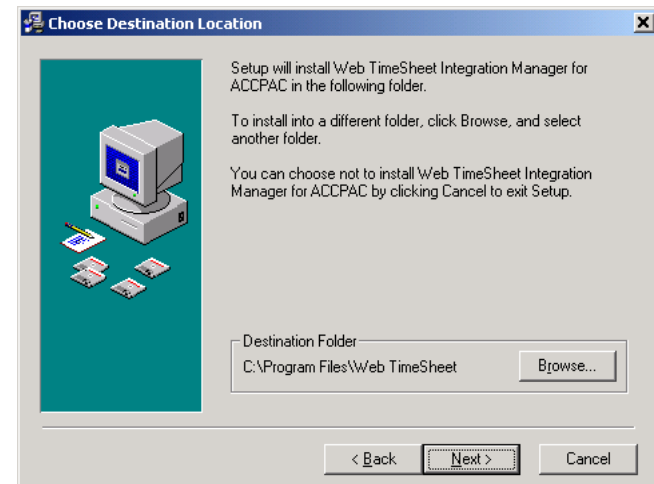 Choose Destination Location
Setup will install Web TimeSheet Integration Manager for
ACCPAC in the following folder.
To install into a different folder, click Browse, and select
another folder.
You can choose not to install Web TimeSheet Integration
Manager for ACCPAC by clicking Cancel to exit Setup.
Destination Folder
C:\Program Files\Web TimeSheet
Browse...
< Back
Next >
Cancel